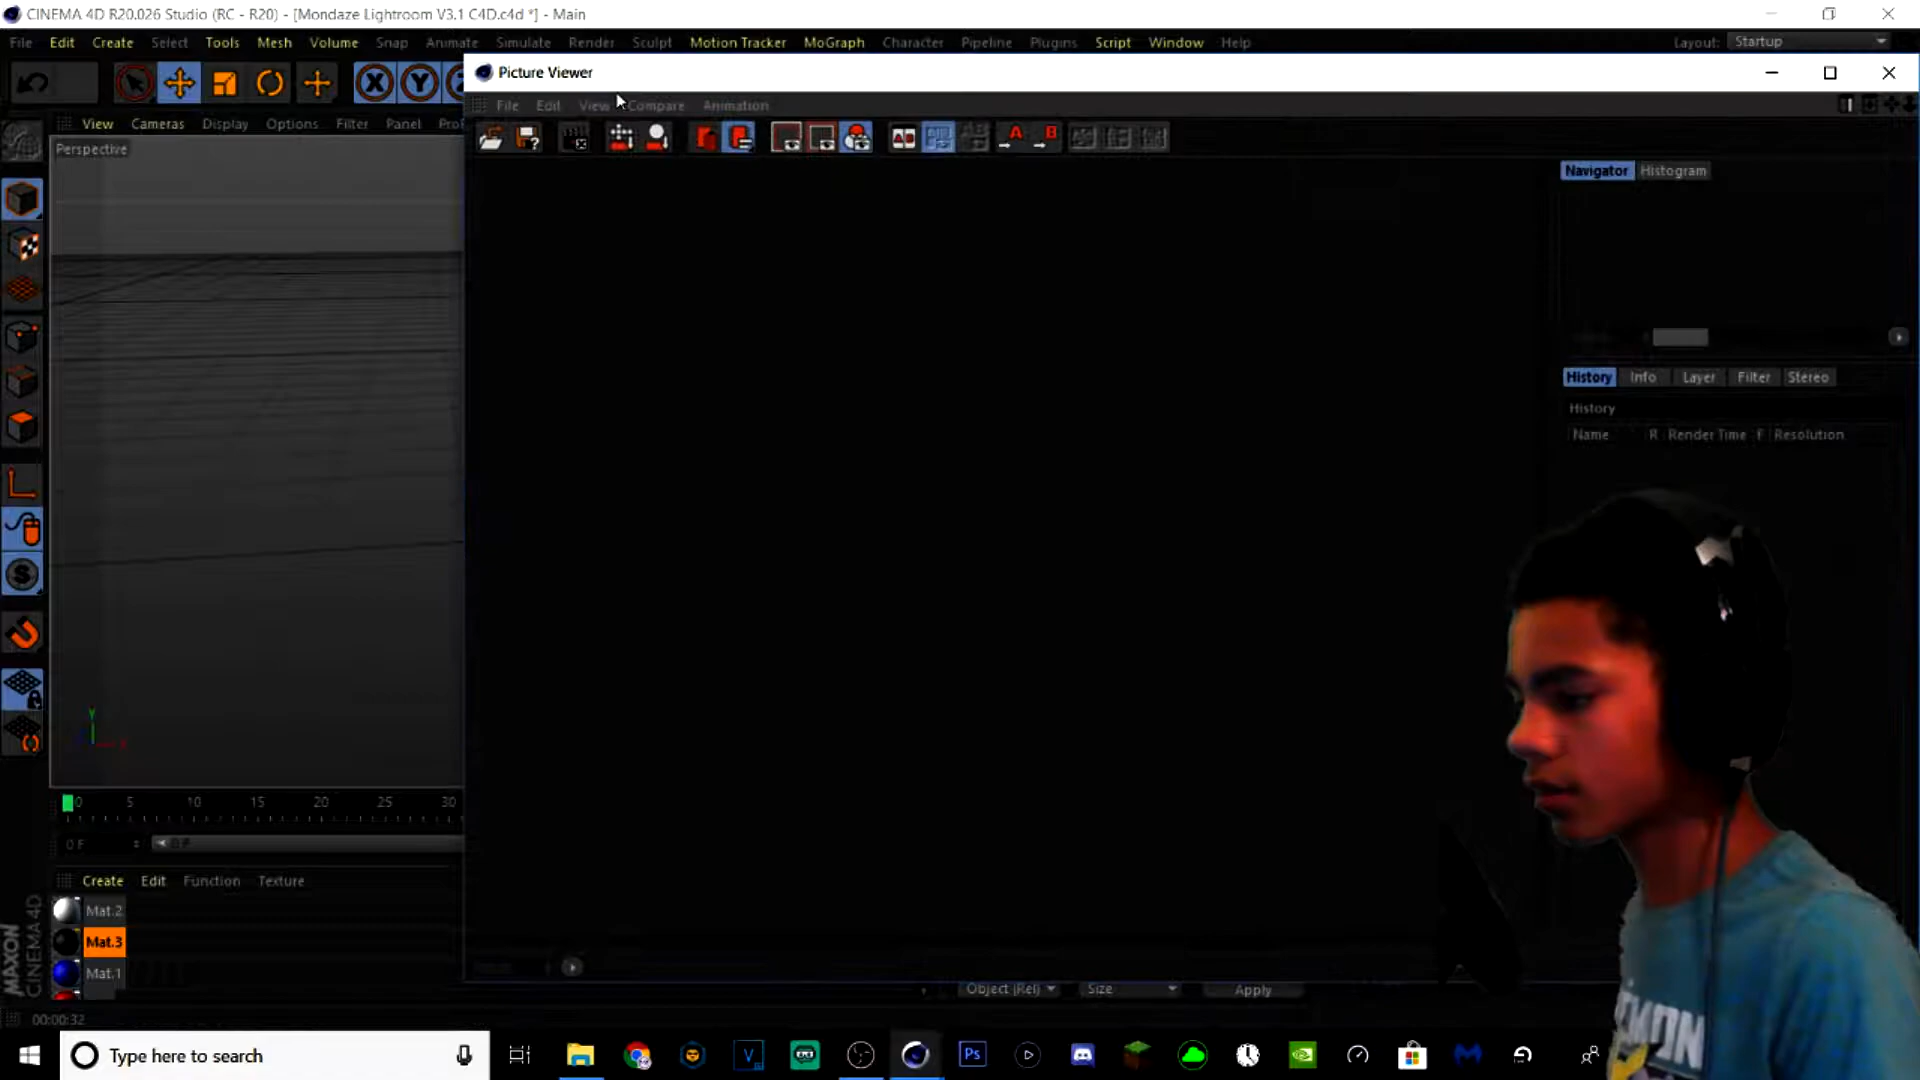 CINEMA 4D R20.026 Studio (RC - R20) - [Mondaze Lightroom V3.1 C4D.c4d *] - Main
File Edit Create Select Tools Mesh Volume Snap Animate Simulate Render Sculpt Motion Tracker MoGraph Character Pipeline Plugins Script Window Help Layout: Startup
Picture Viewer
File Edit View Compare Animation
View Cameras Display Options Filter Panel
Perspective
Navigator Histogram
History Info Layer Filter Stereo
History
Name R Render Time F Resolution
0 5 10 15 20 25 30
0 F
Create Edit Function Texture
Mat.2
Mat.3
Mat.1
MAXON
CINEMA 4D
Object (Rel) Size Apply
00:00:32
Type here to search
Ps